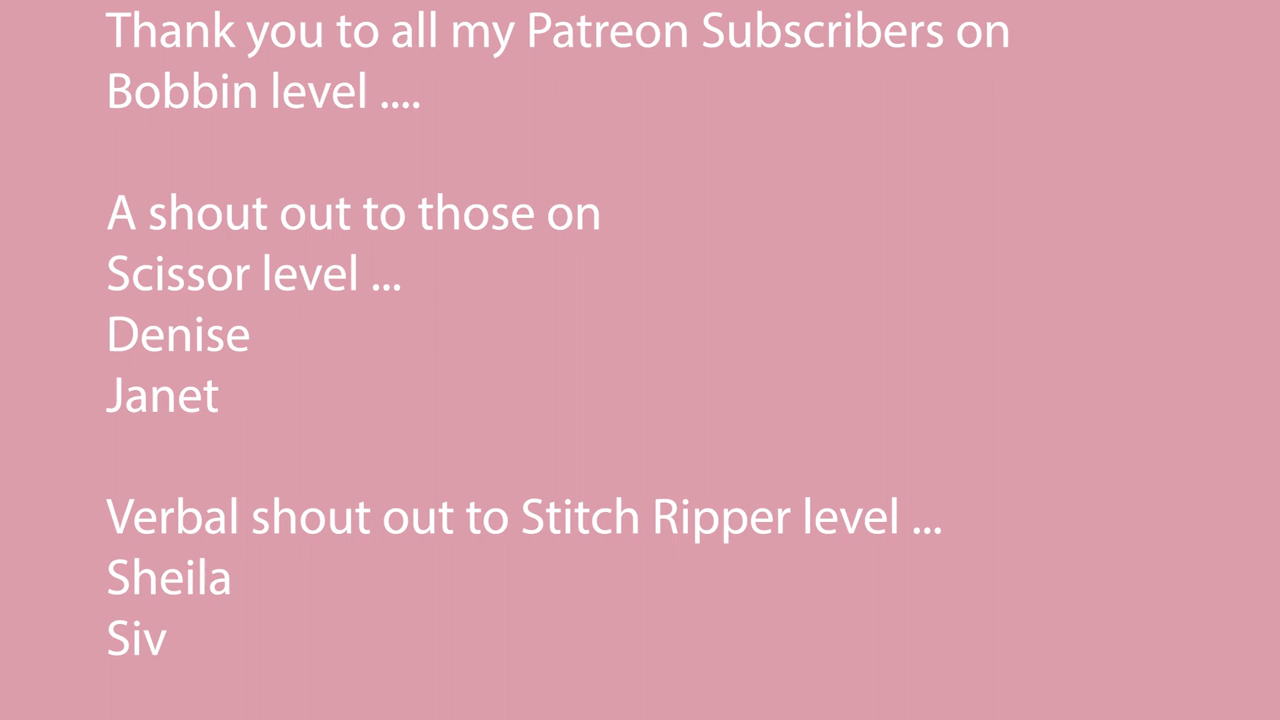 Thank you to all my Patreon Subscribers on
Bobbin level ....
A shout out to those on
Scissor level ...
Denise
Janet
Verbal shout out to Stitch Ripper level ...
Sheila
Siv